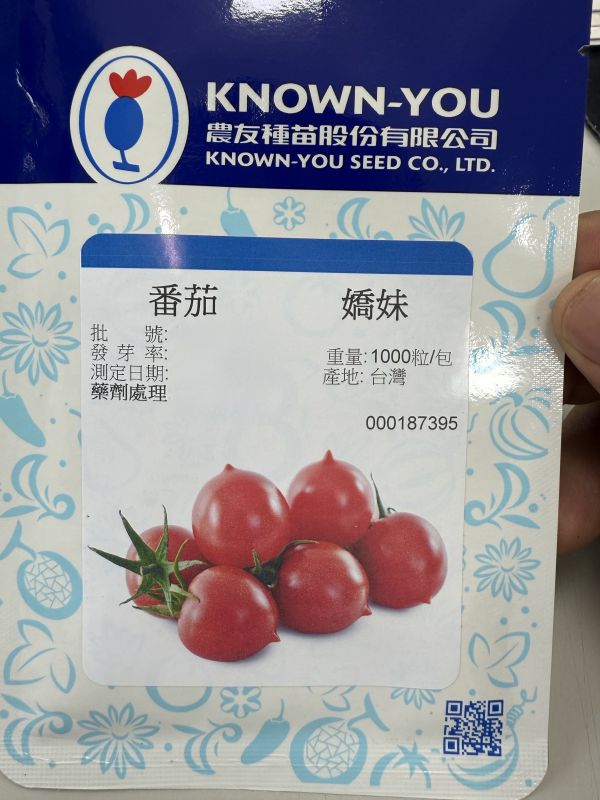 KNOWN-YOU
農友種苗股份有限公司
KNOWN-YOU SEED CO., LTD.
番茄 嬌妹
批 號:
發 芽 率:
測定日期:
藥劑處理
重量: 1000粒/包
產地: 台灣
000187395